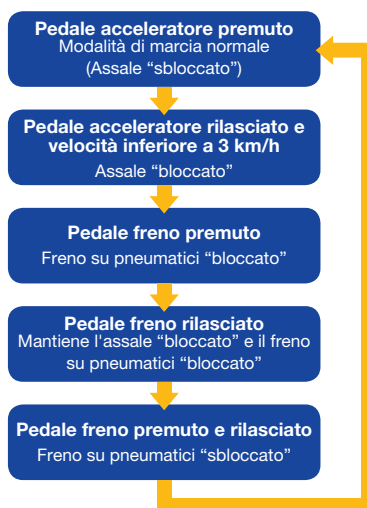 Pedale acceleratore premuto
Modalità di marcia normale
(Assale “sbloccato”)
Pedale acceleratore rilasciato e
velocità inferiore a 3 km/h
Assale “bloccato”
Pedale freno premuto
Freno su pneumatici “bloccato”
Pedale freno rilasciato
Mantiene l'assale “bloccato” e il freno
su pneumatici “bloccato”
Pedale freno premuto e rilasciato
Freno su pneumatici “sbloccato”